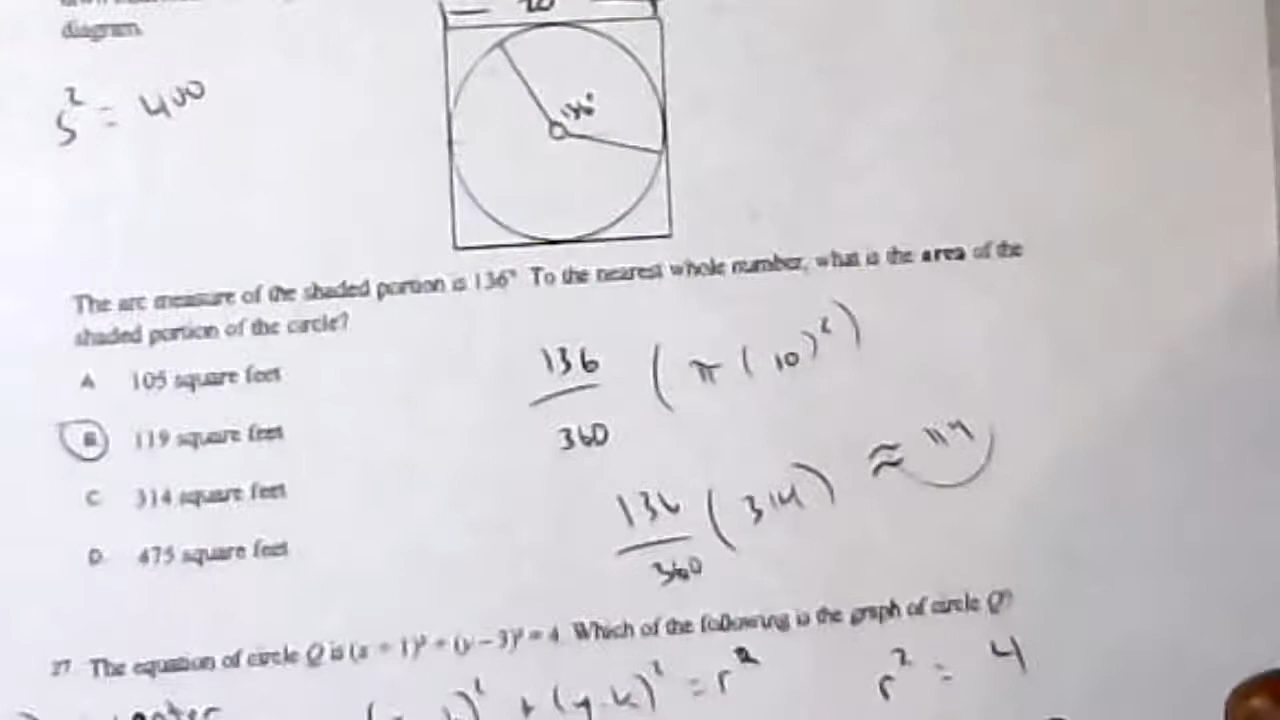 diagram.
20
s² = 400
136°
The arc measure of the shaded portion is 136°. To the nearest whole number, what is the area of the
shaded portion of the circle?
A 105 square feet
B 119 square feet
C 314 square feet
D. 475 square feet
136/360 (π(10)²)
136/360 (314) ≈ 119
27 The equation of circle Q is (x + 1)² + (y – 3)² = 4. Which of the following is the graph of circle Q?
+ (y-k)² = r²
r² = 4